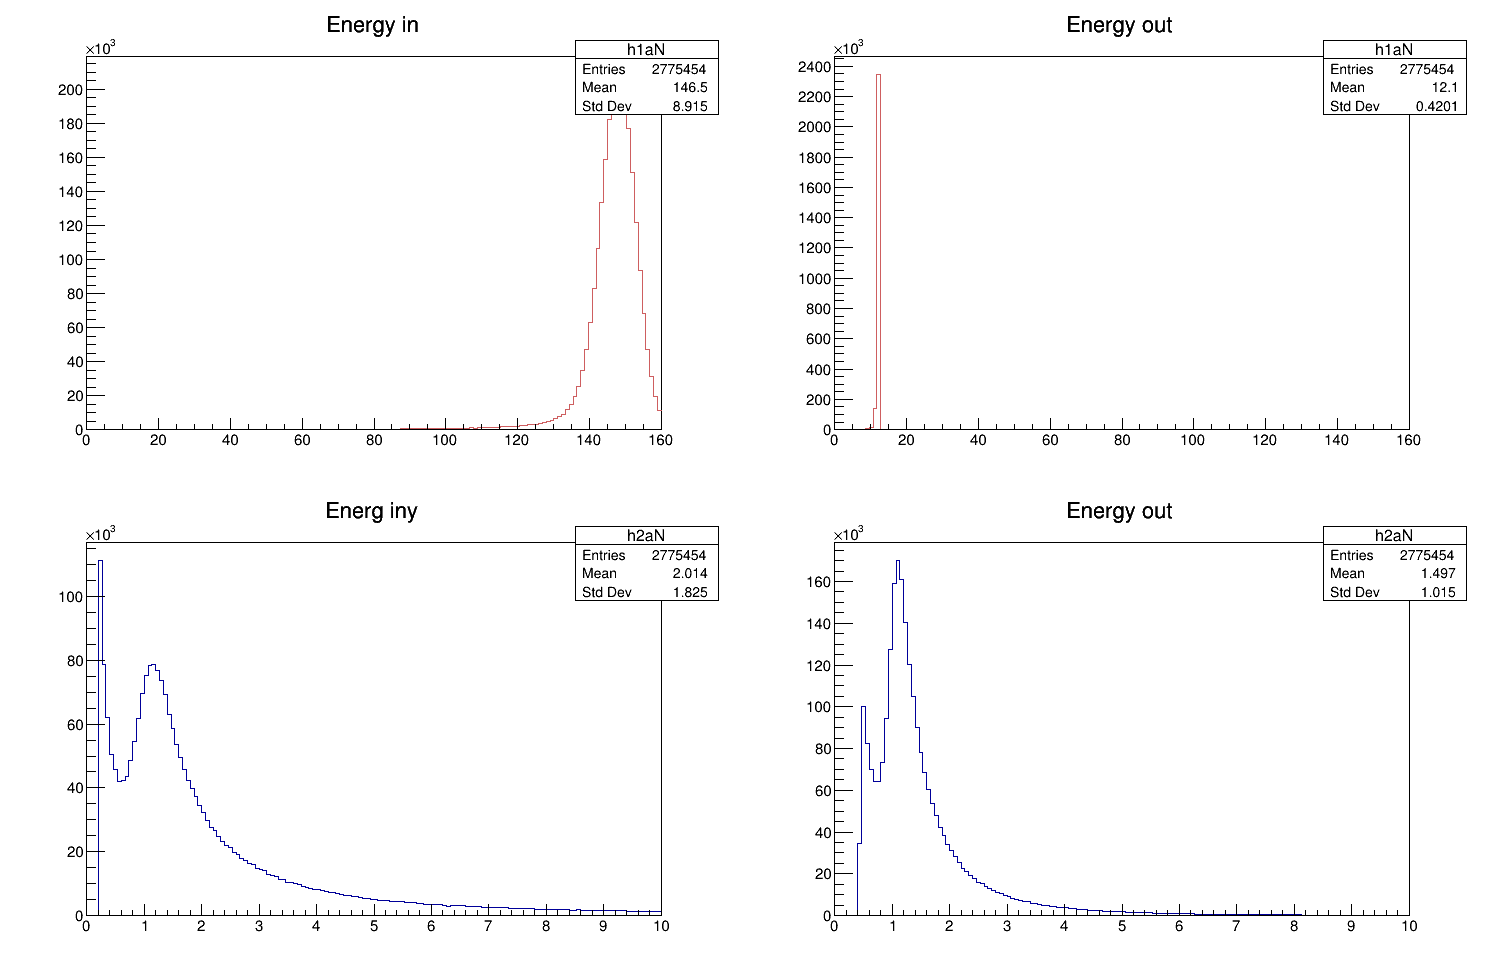 Energy in
×10³
h1aN
Entries 2775454
Mean 146.5
Std Dev 8.915
200
180
160
140
120
100
80
60
40
20
0
0 20 40 60 80 100 120 140 160
Energy out
×10³
h1aN
Entries 2775454
Mean 12.1
Std Dev 0.4201
2400
2200
2000
1800
1600
1400
1200
1000
800
600
400
200
0
0 20 40 60 80 100 120 140 160
Energ iny
×10³
h2aN
Entries 2775454
Mean 2.014
Std Dev 1.825
100
80
60
40
20
0
0 1 2 3 4 5 6 7 8 9 10
Energy out
×10³
h2aN
Entries 2775454
Mean 1.497
Std Dev 1.015
160
140
120
100
80
60
40
20
0
0 1 2 3 4 5 6 7 8 9 10